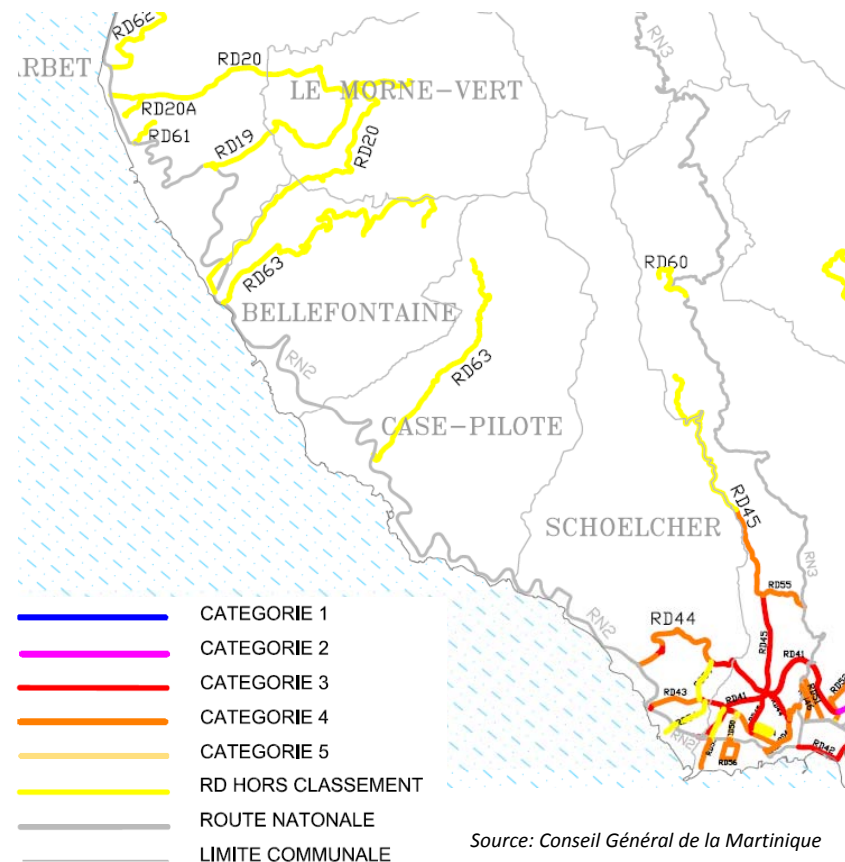 RD62
RN3
ARBET
RD20
LE MORNE-VERT
RD20A
RD61
RD19
RD20
RD60
RD63
BELLEFONTAINE
RN2
RD63
CASE-PILOTE
RD45
SCHOELCHER
RN3
RD55
RN2
RD44
RD45
RD41
RD43
RD41
RN2
RD56
RD42
CATEGORIE 1
CATEGORIE 2
CATEGORIE 3
CATEGORIE 4
CATEGORIE 5
RD HORS CLASSEMENT
ROUTE NATONALE
LIMITE COMMUNALE
Source: Conseil Général de la Martinique